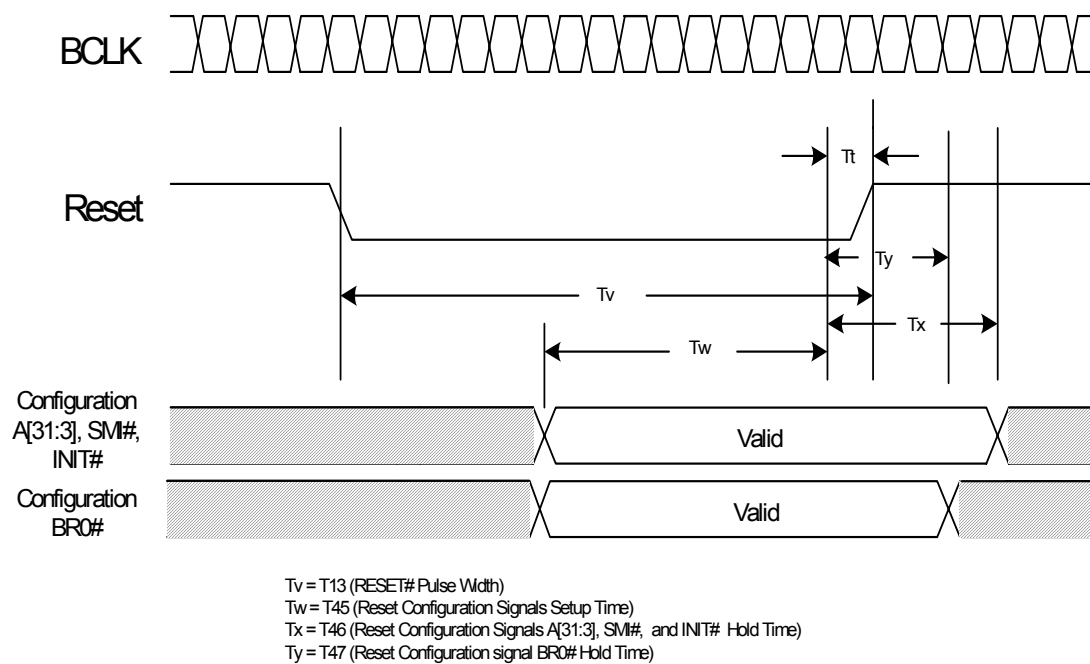 BCLK
Tt
Reset
Ty
Tv
Tx
Tw
Configuration
A[31:3], SMI#,
INIT#
Valid
Configuration
BR0#
Valid
Tv = T13 (RESET# Pulse Width)
Tw = T45 (Reset Configuration Signals Setup Time)
Tx = T46 (Reset Configuration Signals A[31:3], SMI#, and INIT# Hold Time)
Ty = T47 (Reset Configuration signal BR0# Hold Time)